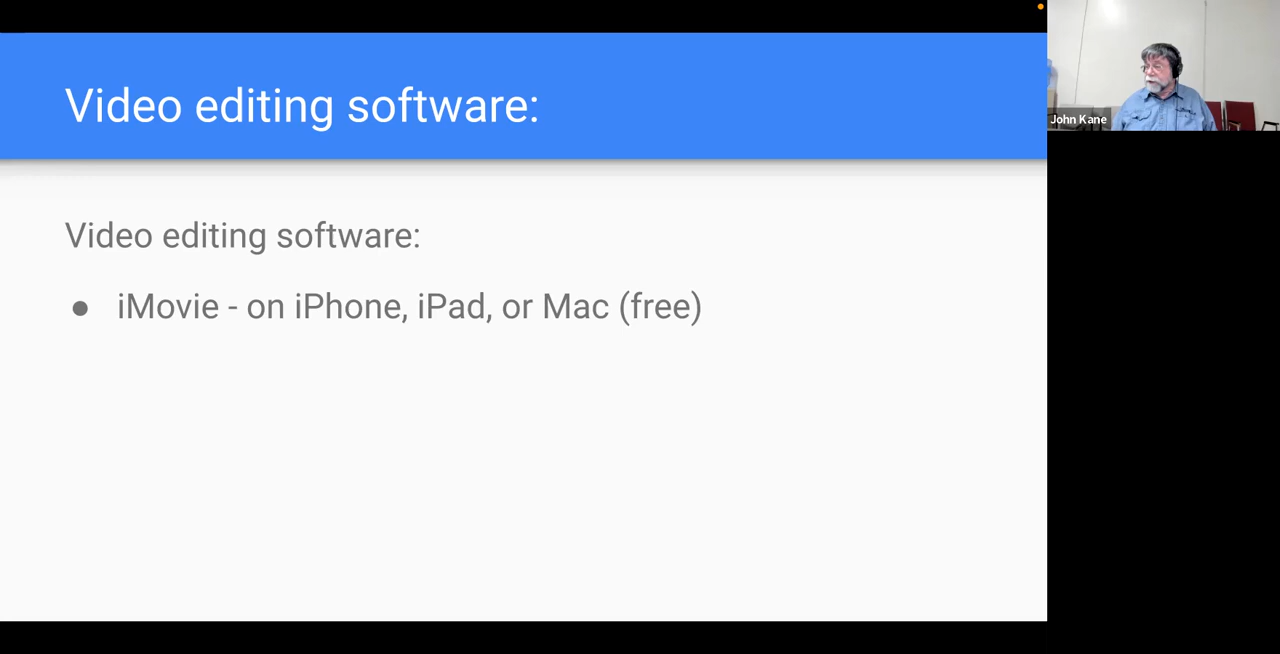 Video editing software:
John Kane
Video editing software:
● iMovie - on iPhone, iPad, or Mac (free)